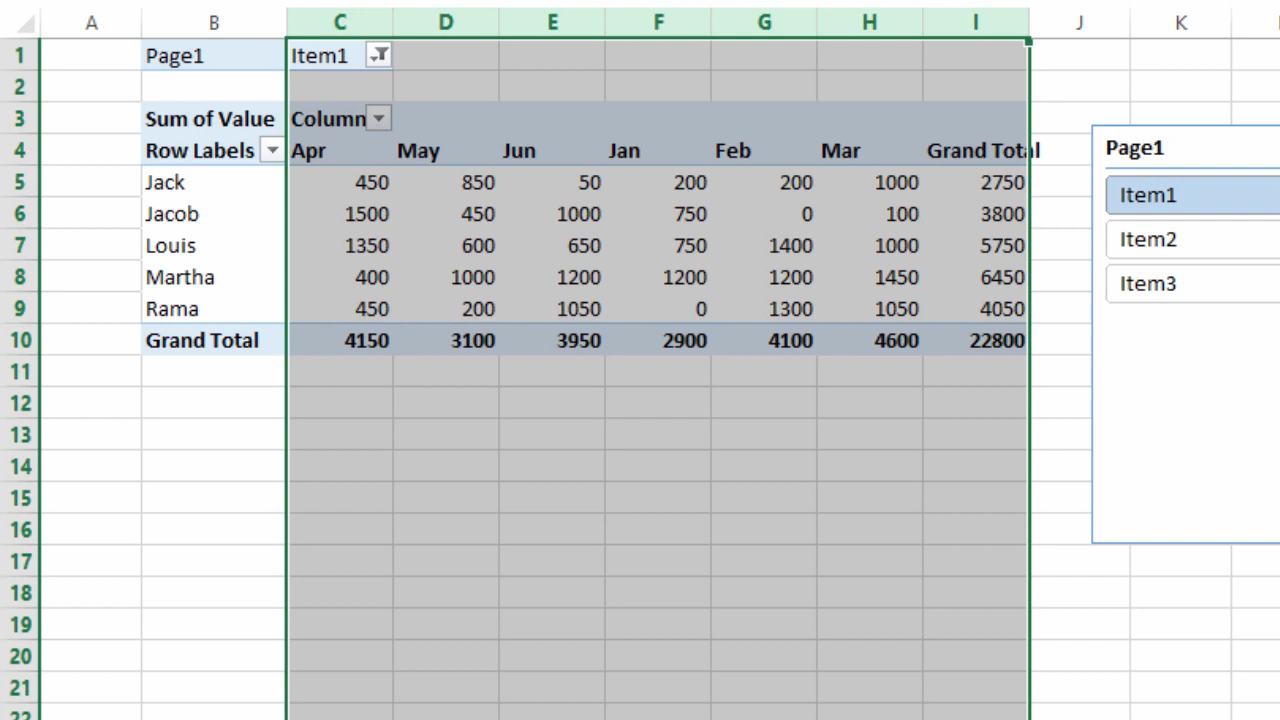 A B C D E F G H I J K
1 Page1 Item1
2
3 Sum of Value Column
4 Row Labels Apr May Jun Jan Feb Mar Grand Total
5 Jack 450 850 50 200 200 1000 2750
6 Jacob 1500 450 1000 750 0 100 3800
7 Louis 1350 600 650 750 1400 1000 5750
8 Martha 400 1000 1200 1200 1200 1450 6450
9 Rama 450 200 1050 0 1300 1050 4050
10 Grand Total 4150 3100 3950 2900 4100 4600 22800
11
12
13
14
15
16
17
18
19
20
21
22
Page1
Item1
Item2
Item3